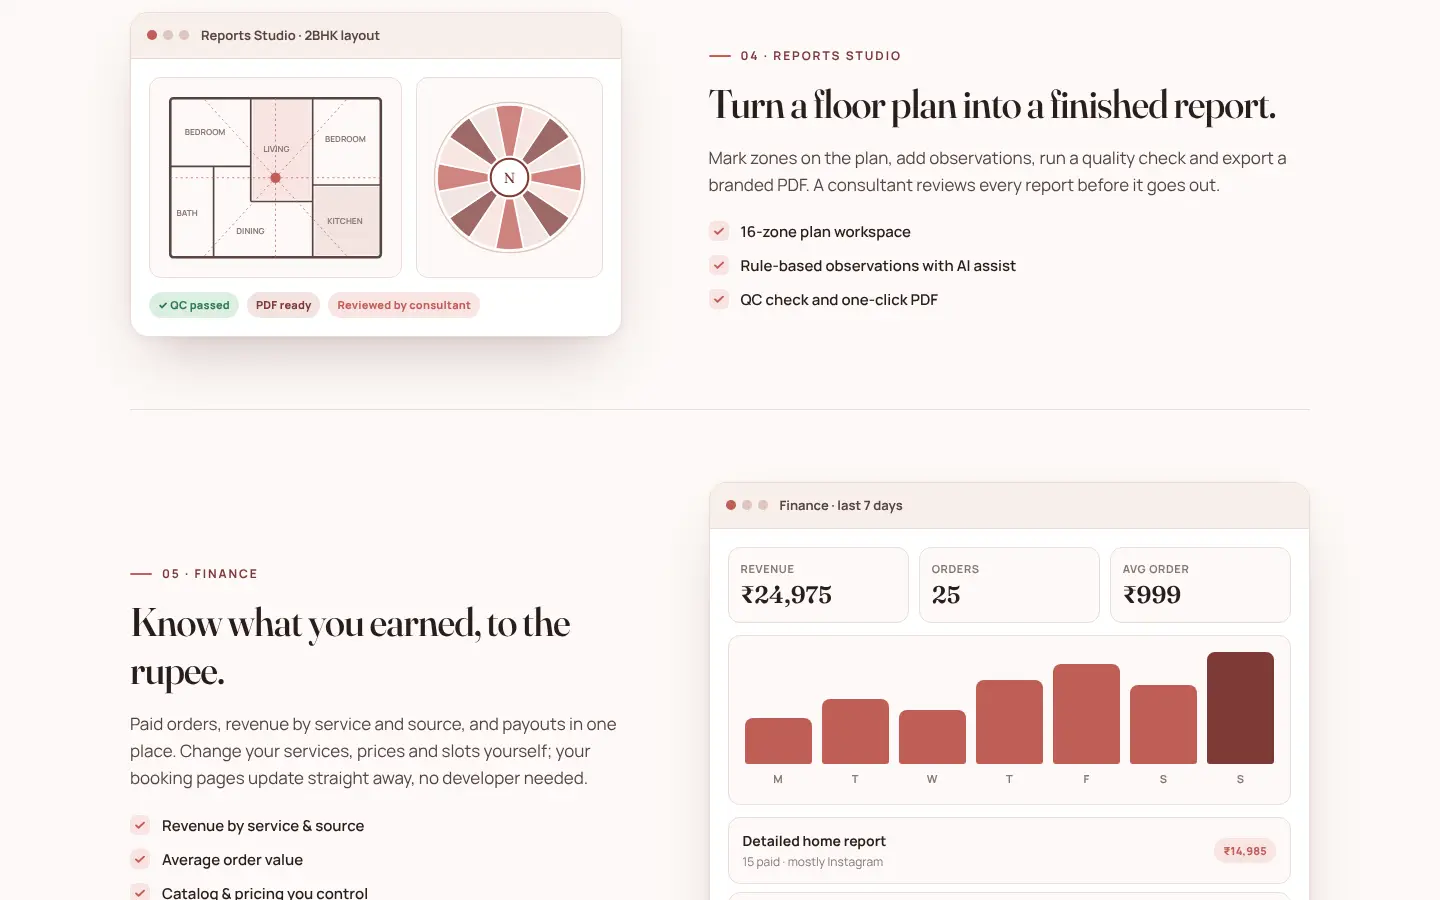 Reports Studio · 2BHK layout
BEDROOM
LIVING
BEDROOM
BATH
DINING
KITCHEN
N
✓ QC passed
PDF ready
Reviewed by consultant
04 · REPORTS STUDIO
Turn a floor plan into a finished report.
Mark zones on the plan, add observations, run a quality check and export a
branded PDF. A consultant reviews every report before it goes out.
16-zone plan workspace
Rule-based observations with AI assist
QC check and one-click PDF
05 · FINANCE
Know what you earned, to the
rupee.
Paid orders, revenue by service and source, and payouts in one
place. Change your services, prices and slots yourself; your
booking pages update straight away, no developer needed.
Revenue by service & source
Average order value
Catalog & pricing you control
Finance · last 7 days
REVENUE
₹24,975
ORDERS
25
AVG ORDER
₹999
M T W T F S S
Detailed home report
15 paid · mostly Instagram
₹14,985